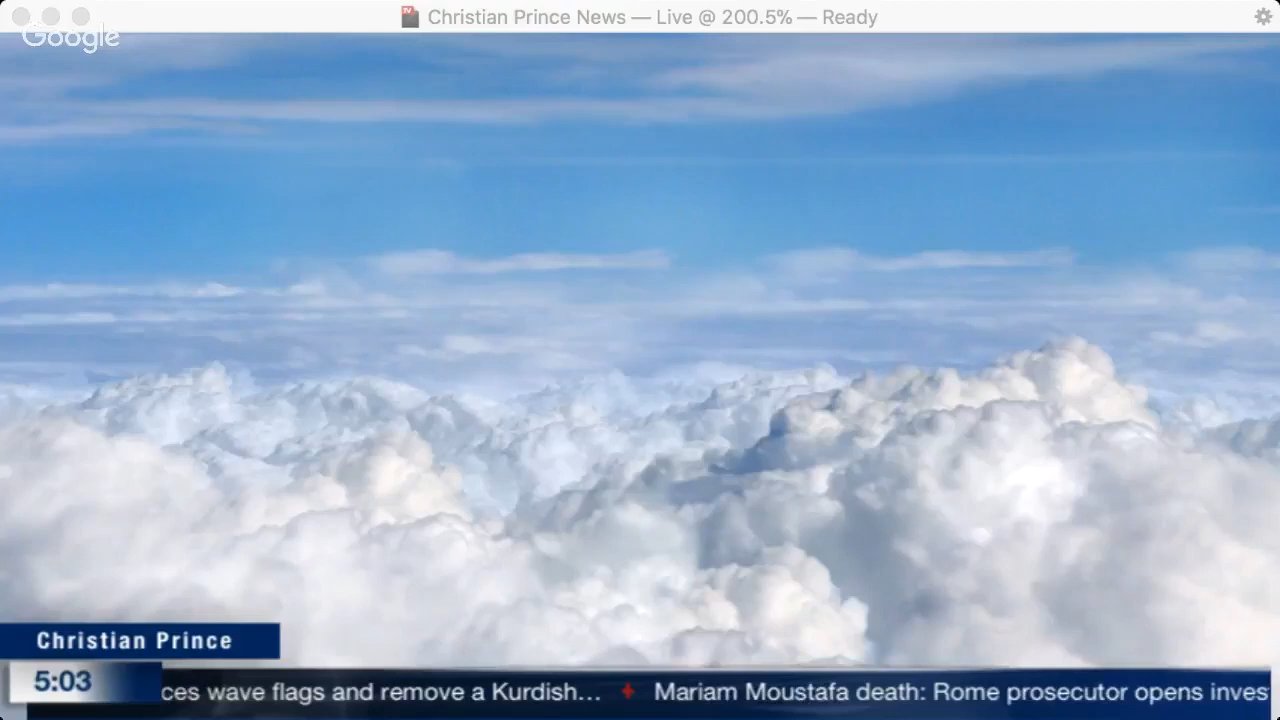 Christian Prince News — Live @ 200.5% — Ready
Google
Christian Prince
5:03
ces wave flags and remove a Kurdish... Mariam Moustafa death: Rome prosecutor opens inves